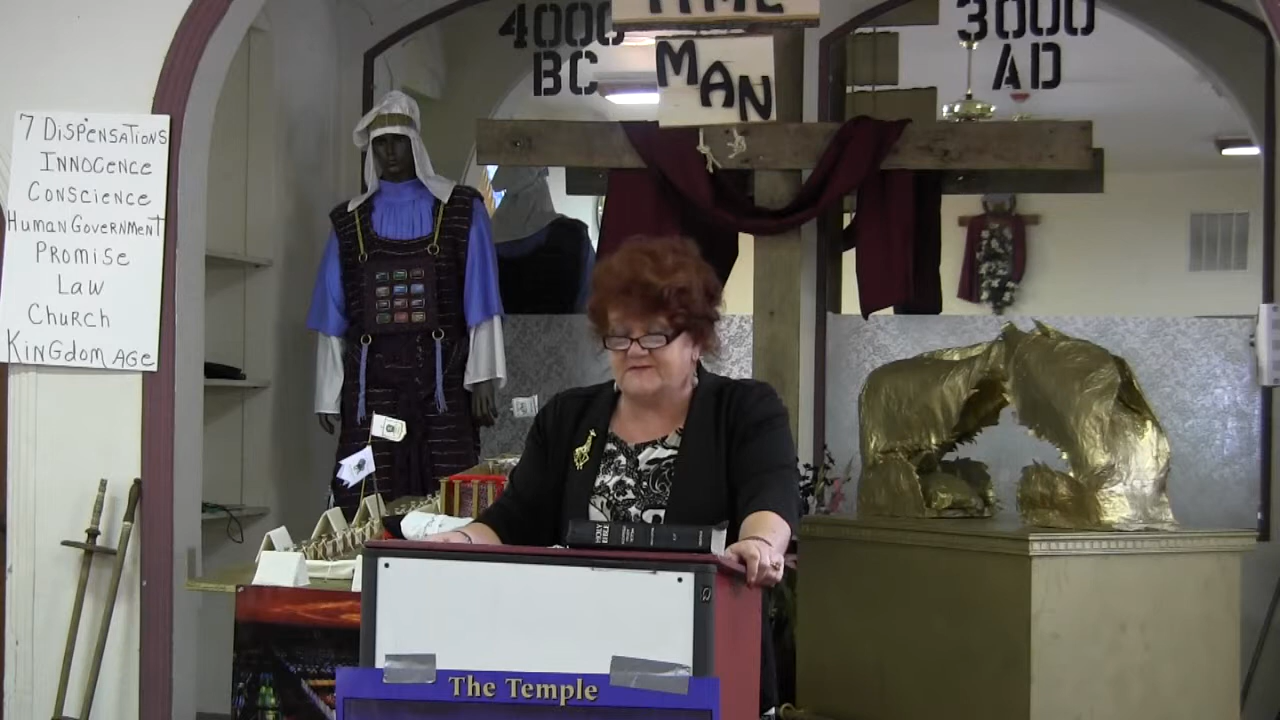 7 DISPENSATIONS
INNOCENCE
CONSCIENCE
HUMAN GOVERNMENT
PROMISE
LAW
CHURCH
KINGDOM AGE
4000
BC
TIME
MAN
3000
AD
HOLY
BIBLE
The Temple